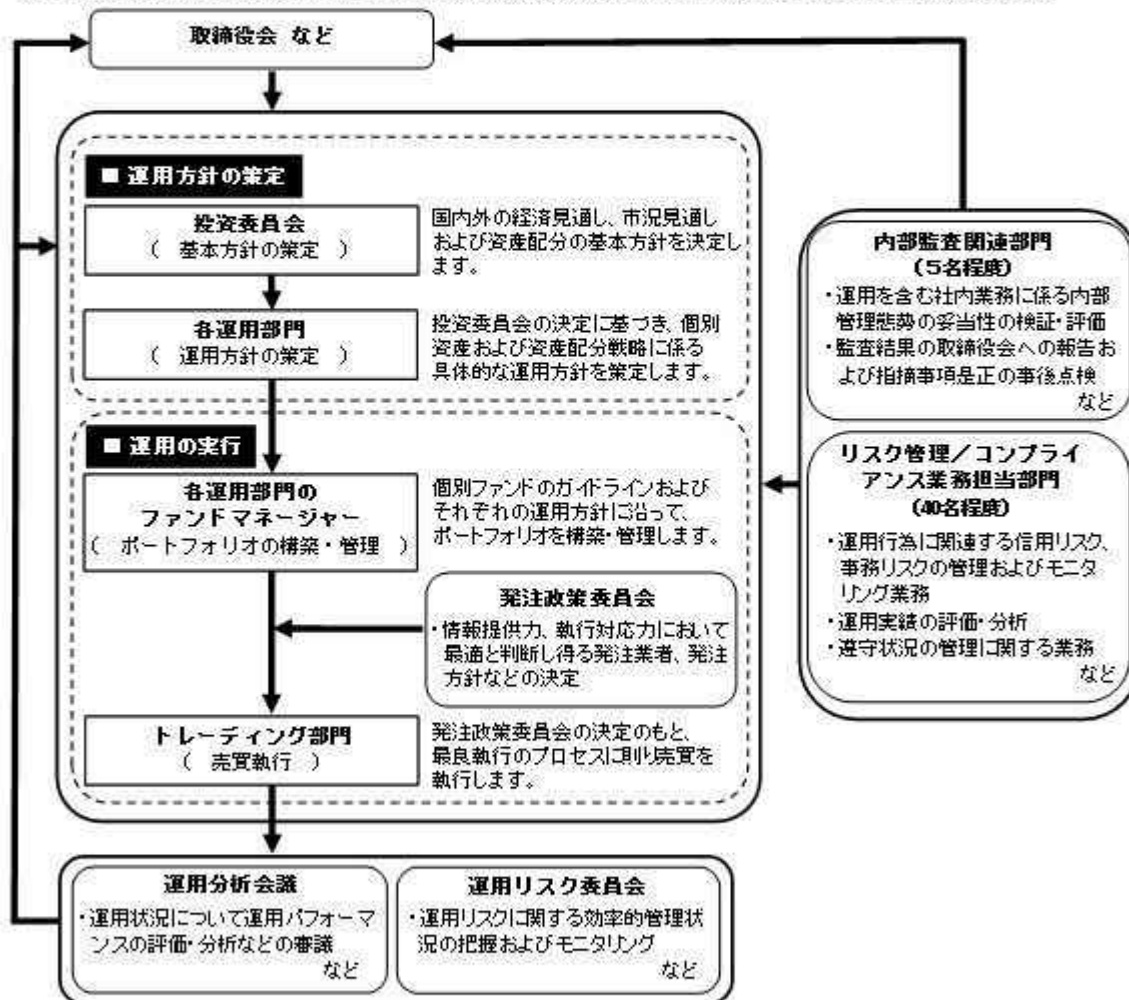 取締役会 など
■ 運用方針の策定
投資委員会
( 基本方針の策定 )
国内外の経済見通し、市況見通し
および資産配分の基本方針を決定し
ます。
各運用部門
( 運用方針の策定 )
投資委員会の決定に基づき、個別
資産および資産配分戦略に係る
具体的な運用方針を策定します。
■ 運用の実行
各運用部門の
ファンドマネージャー
( ポートフォリオの構築・管理 )
個別ファンドのガイドラインおよび
それぞれの運用方針に沿って、
ポートフォリオを構築・管理します。
発注政策委員会
・情報提供力、執行対応力において
最適と判断し得る発注業者、発注
方針などの決定
トレーディング部門
( 売買執行 )
発注政策委員会の決定のもと、
最良執行のプロセスに則り売買を
執行します。
内部監査関連部門
(5名程度)
・運用を含む社内業務に係る内部
管理態勢の妥当性の検証・評価
・監査結果の取締役会への報告お
よび指摘事項是正の事後点検
など
リスク管理／コンプライ
アンス業務担当部門
(40名程度)
・運用行為に関連する信用リスク、
事務リスクの管理およびモニタ
リング業務
・運用実績の評価・分析
・遵守状況の管理に関する業務
など
運用分析会議
・運用状況について運用パフォーマ
ンスの評価・分析などの審議
など
運用リスク委員会
・運用リスクに関する効率的管理状
況の把握およびモニタリング
など